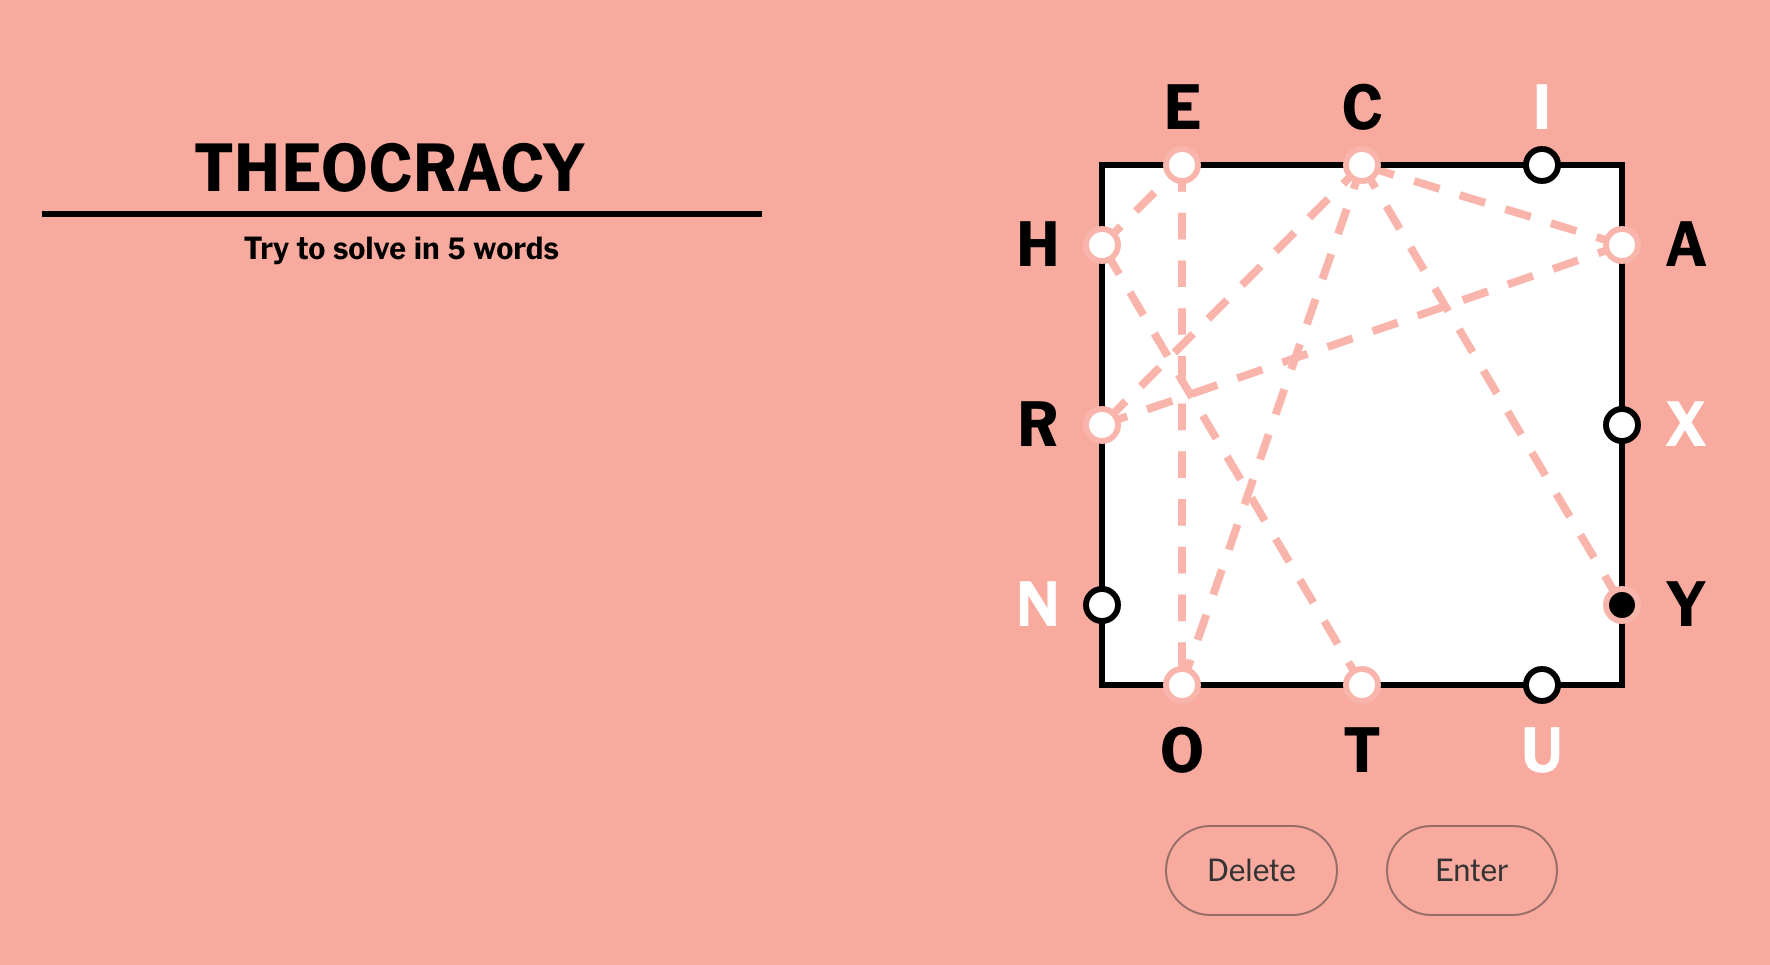 THEOCRACY
Try to solve in 5 words
E C I
H A
R X
N Y
O T U
Delete Enter